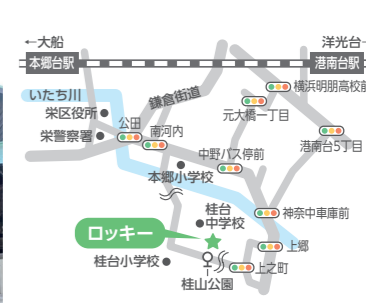 ←大船
洋光台→
本郷台駅
港南台駅
いたち川
鎌倉街道
横浜明朋高校前
栄区役所
元大橋一丁目
公田
南河内
栄警察署
港南台5丁目
中野バス停前
本郷小学校
桂台
中学校
神奈中車庫前
ロッキー
上郷
桂台小学校
上之町
桂山公園